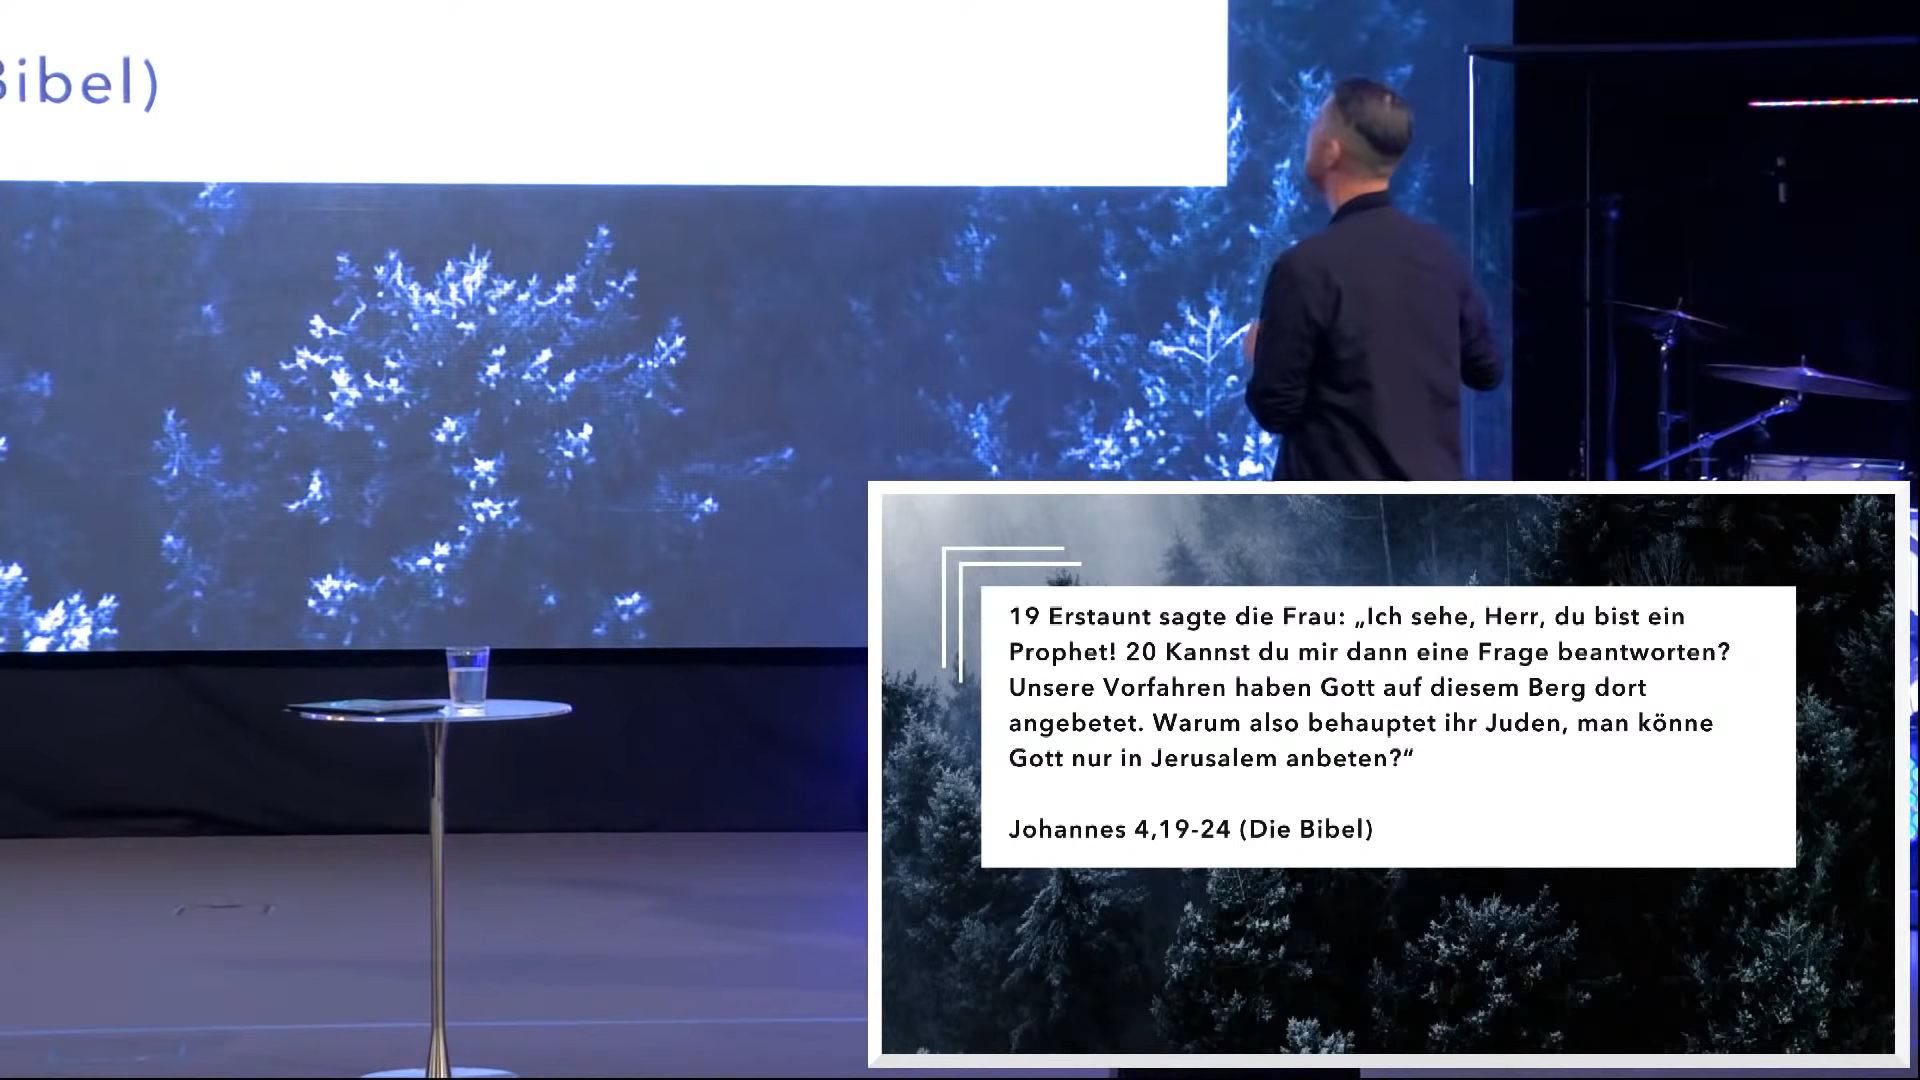 Bibel)
19 Erstaunt sagte die Frau: „Ich sehe, Herr, du bist ein
Prophet! 20 Kannst du mir dann eine Frage beantworten?
Unsere Vorfahren haben Gott auf diesem Berg dort
angebetet. Warum also behauptet ihr Juden, man könne
Gott nur in Jerusalem anbeten?“
Johannes 4,19-24 (Die Bibel)